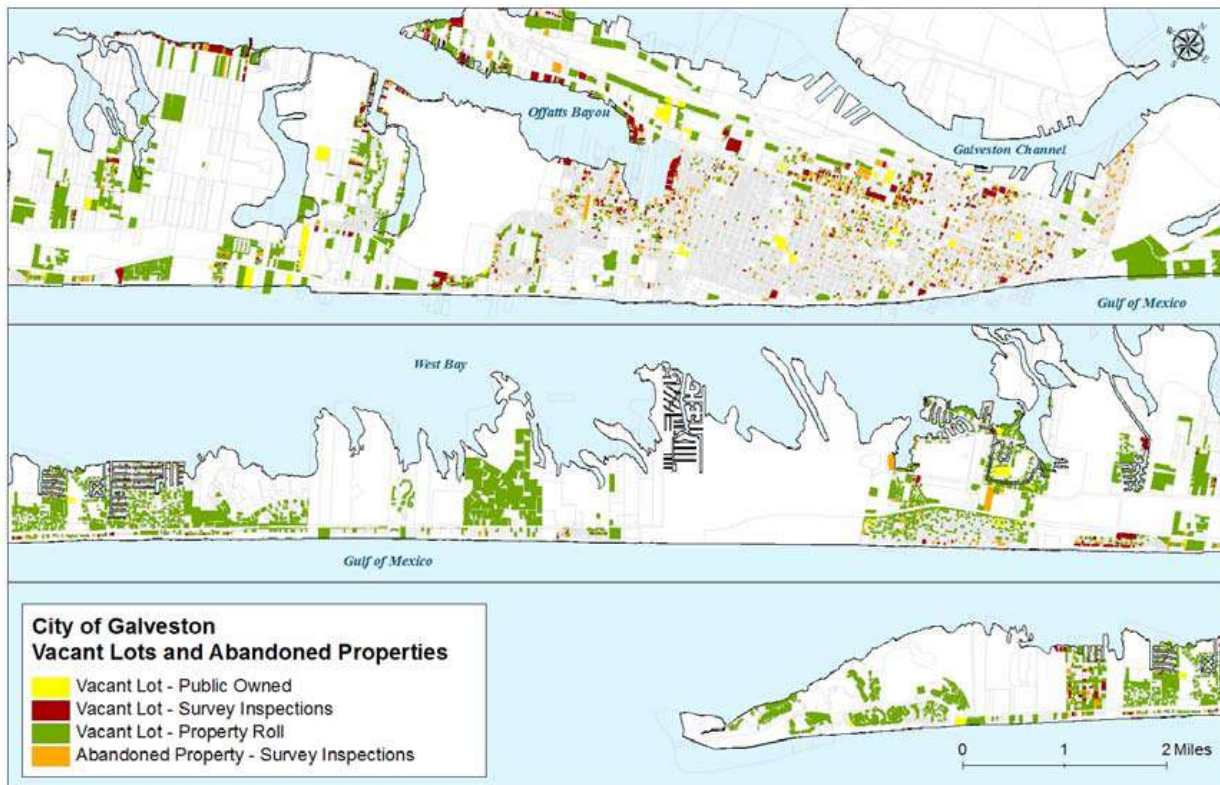 Offatts Bayou
Galveston Channel
Gulf of Mexico
West Bay
Gulf of Mexico
City of Galveston
Vacant Lots and Abandoned Properties
Vacant Lot - Public Owned
Vacant Lot - Survey Inspections
Vacant Lot - Property Roll
Abandoned Property - Survey Inspections
0 1 2 Miles